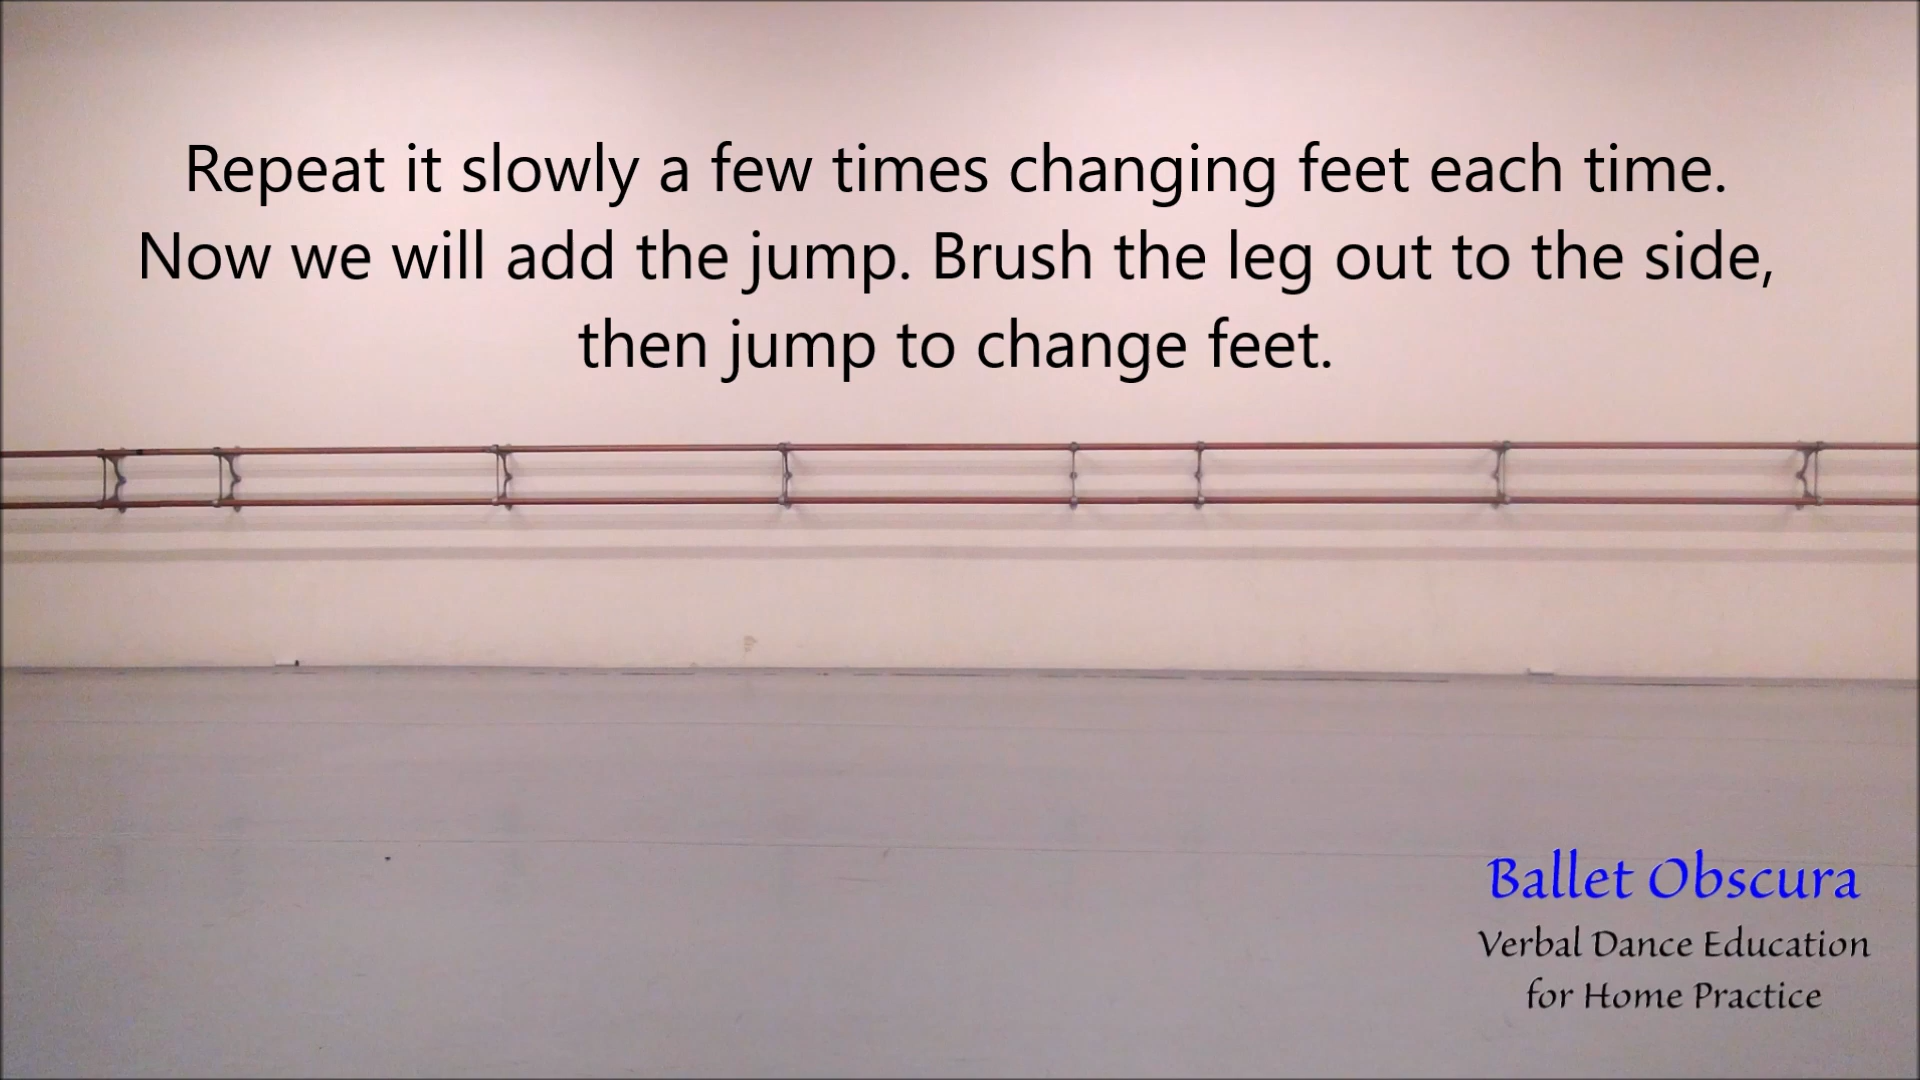 Repeat it slowly a few times changing feet each time.
Now we will add the jump. Brush the leg out to the side,
then jump to change feet.
Ballet Obscura
Verbal Dance Education
for Home Practice